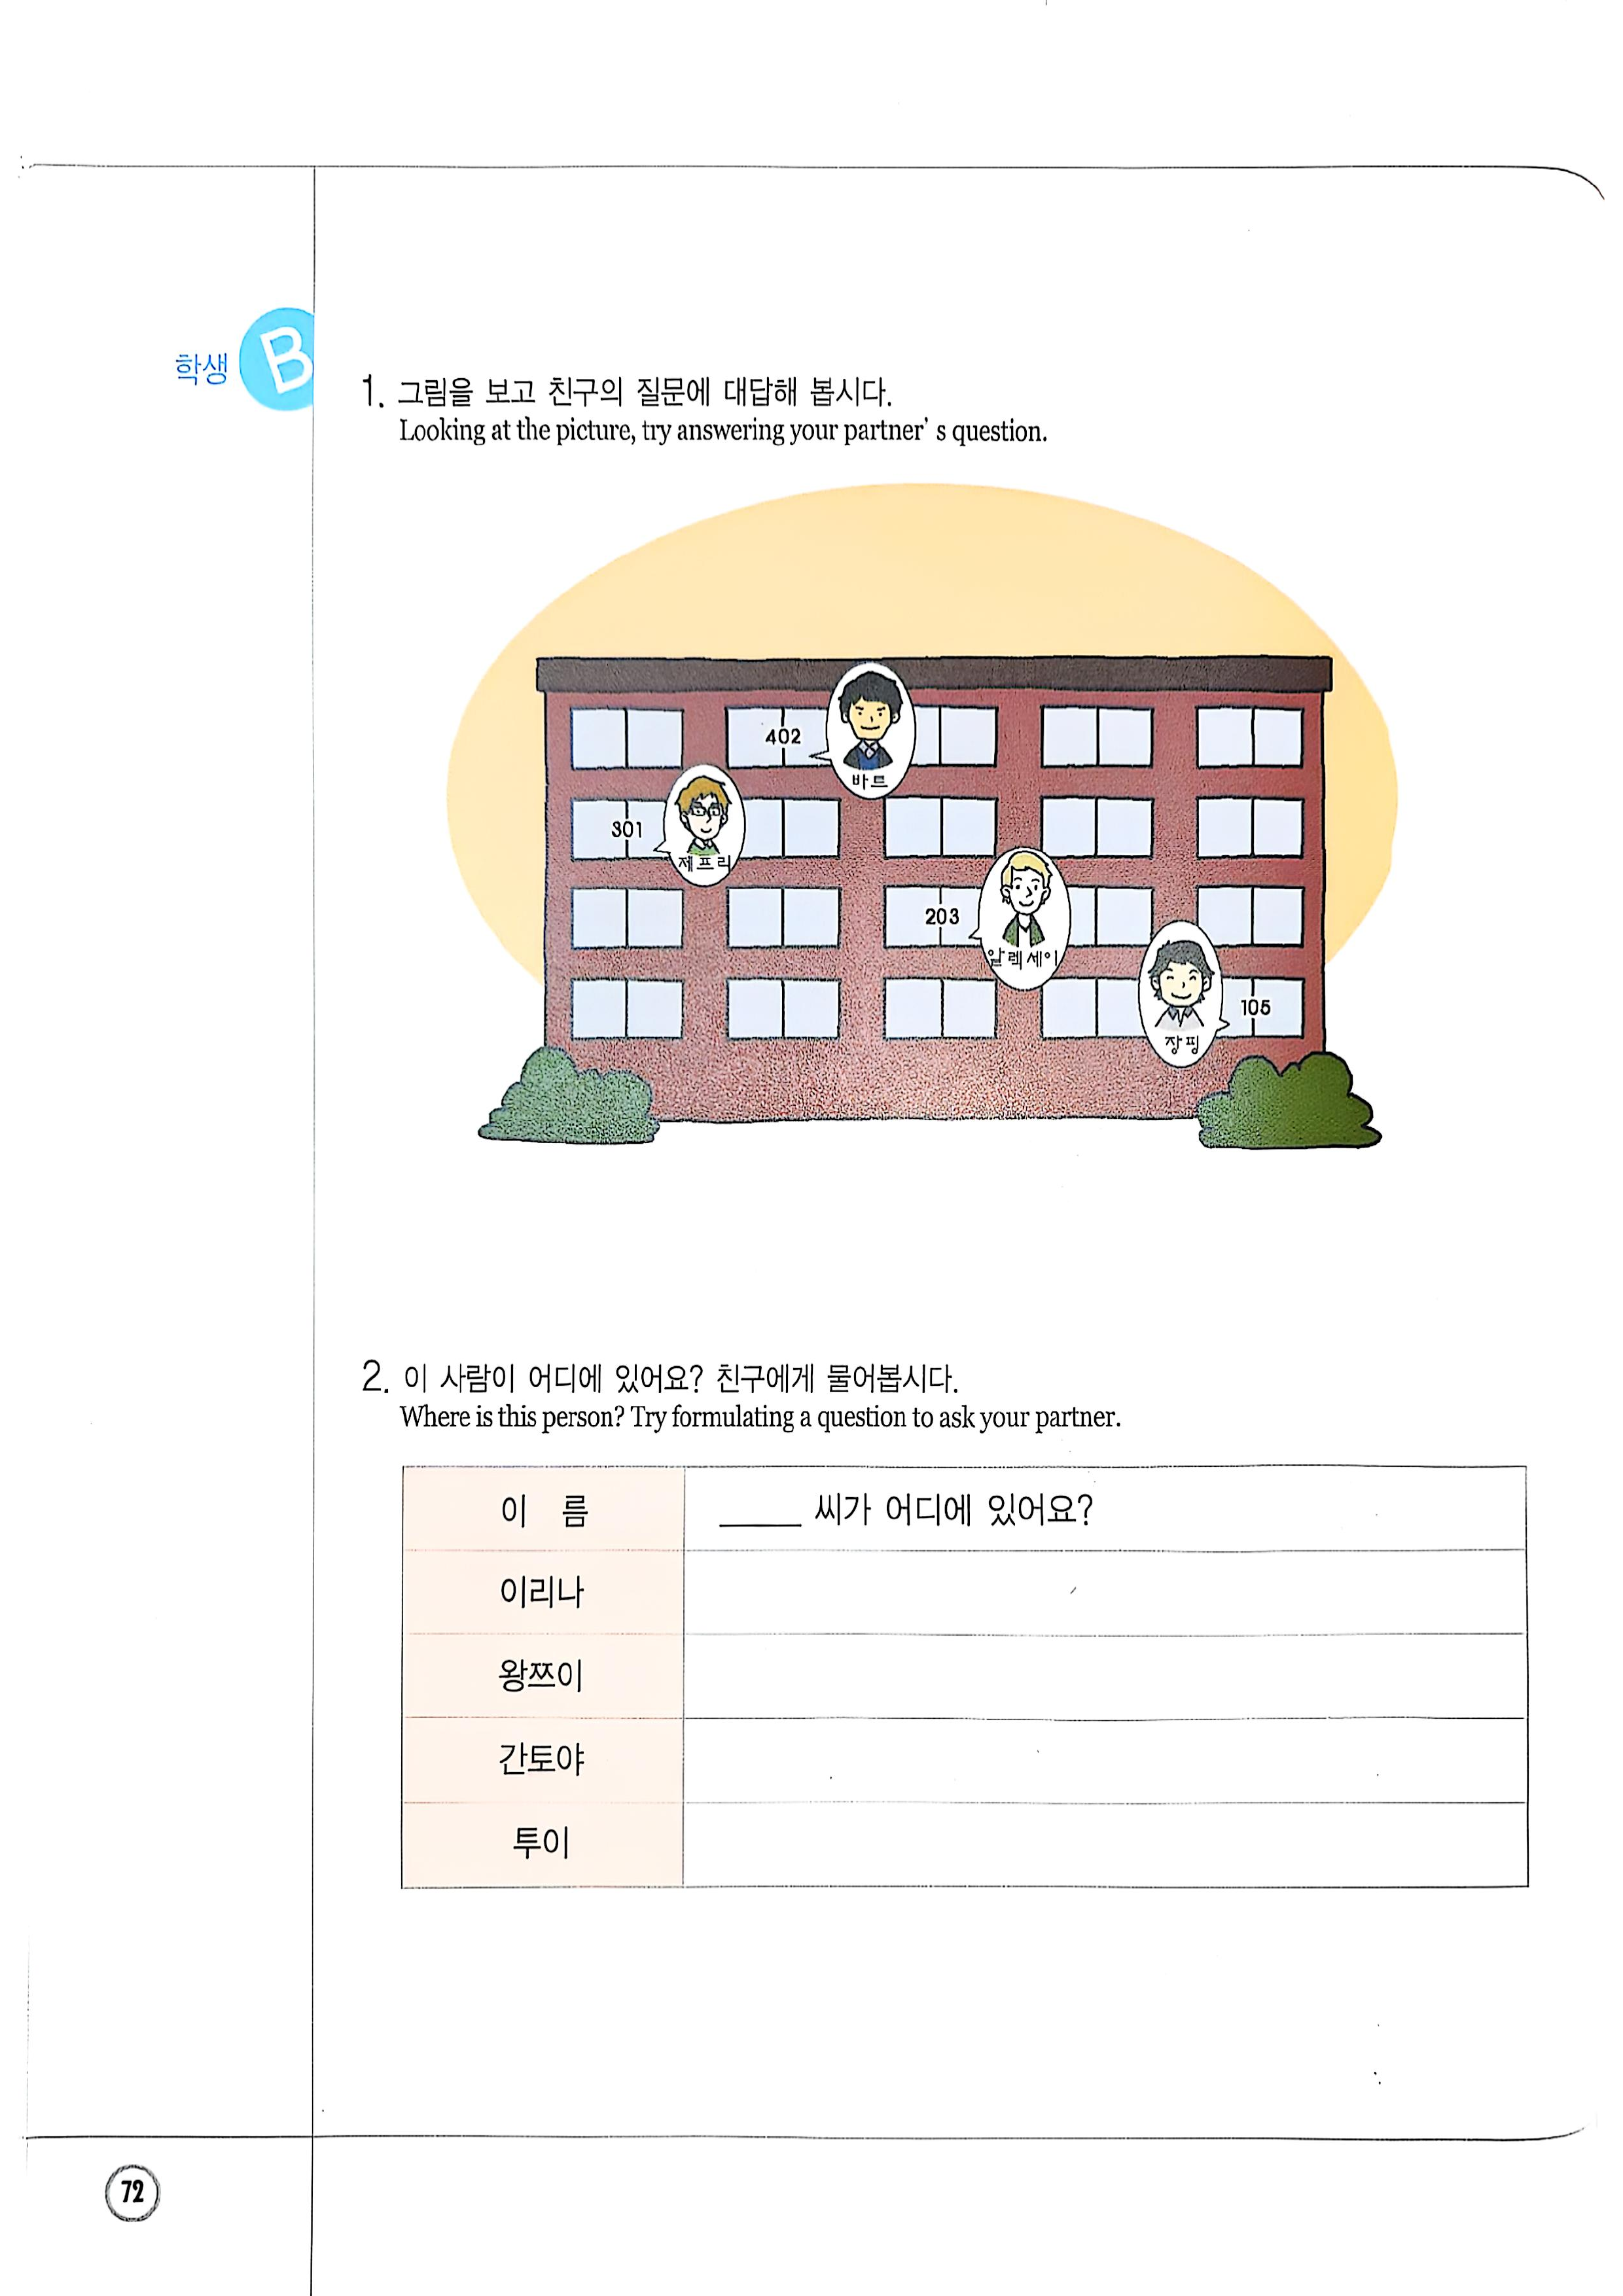 학생 B
1. 그림을 보고 친구의 질문에 대답해 봅시다.
Looking at the picture, try answering your partner' s question.
402
바트
301
제프리
203
알렉세이
105
장핑
2. 이 사람이 어디에 있어요? 친구에게 물어봅시다.
Where is this person? Try formulating a question to ask your partner.
이 름 _____ 씨가 어디에 있어요?
이리나
왕쯔이
간토야
투이
72